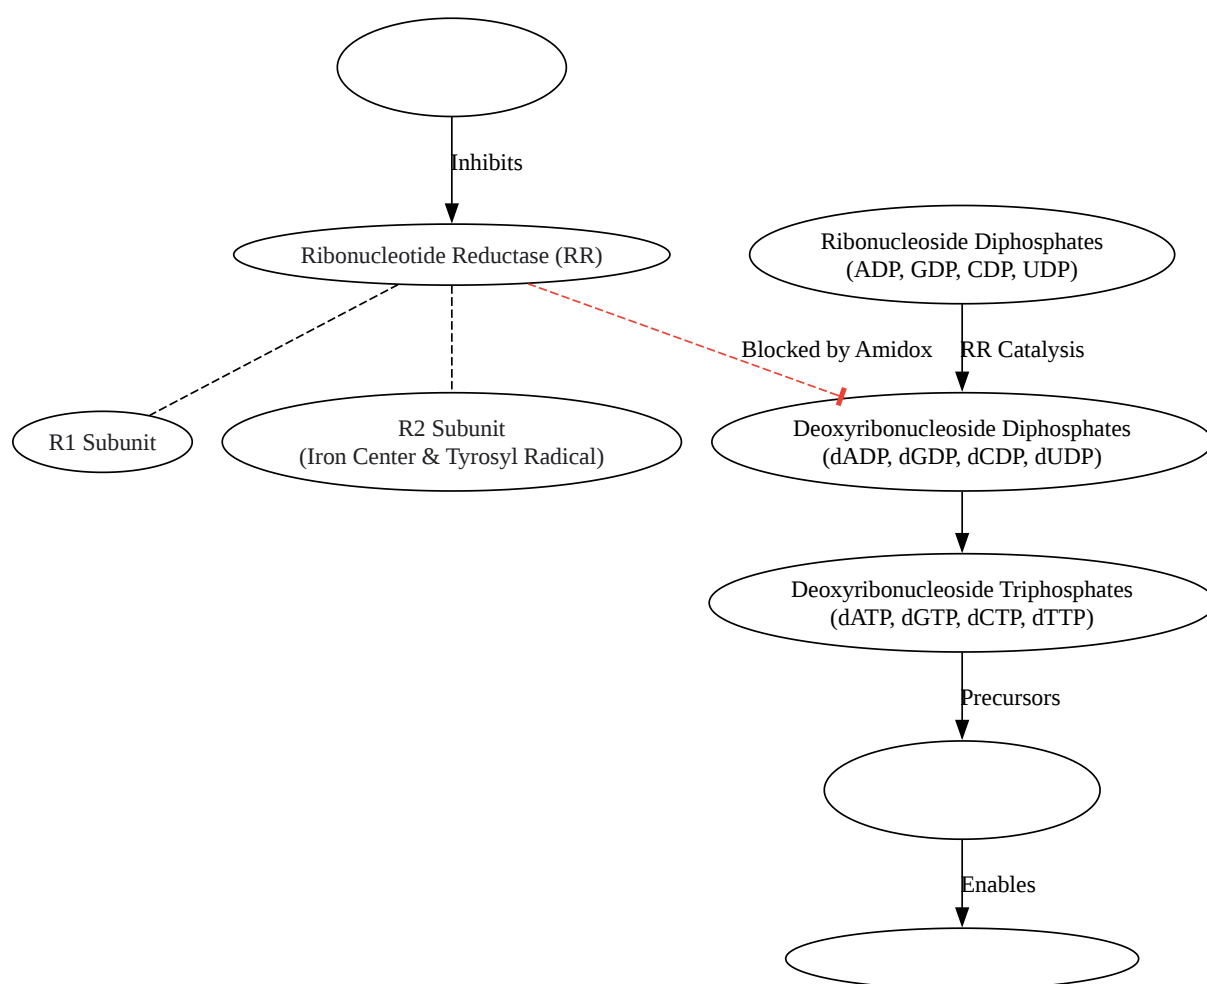 Inhibits
Ribonucleotide Reductase (RR)
Ribonucleoside Diphosphates
(ADP, GDP, CDP, UDP)
Blocked by Amidox
RR Catalysis
R1 Subunit
R2 Subunit
(Iron Center & Tyrosyl Radical)
Deoxyribonucleoside Diphosphates
(dADP, dGDP, dCDP, dUDP)
Deoxyribonucleoside Triphosphates
(dATP, dGTP, dCTP, dTTP)
Precursors
Enables